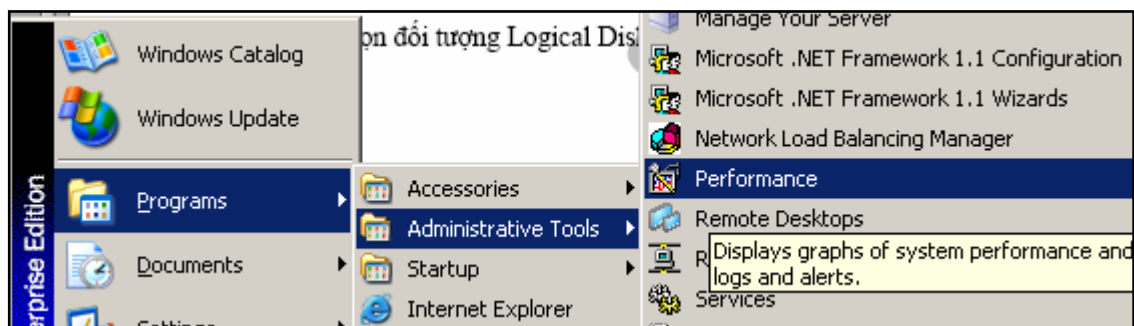 erprise Edition
Windows Catalog
Windows Update
Programs
Documents
Settings
ọn đối tượng Logical Dis
Accessories
Administrative Tools
Startup
Internet Explorer
Manage Your Server
Microsoft .NET Framework 1.1 Configuration
Microsoft .NET Framework 1.1 Wizards
Network Load Balancing Manager
Performance
Remote Desktops
R
Displays graphs of system performance and
logs and alerts.
Services